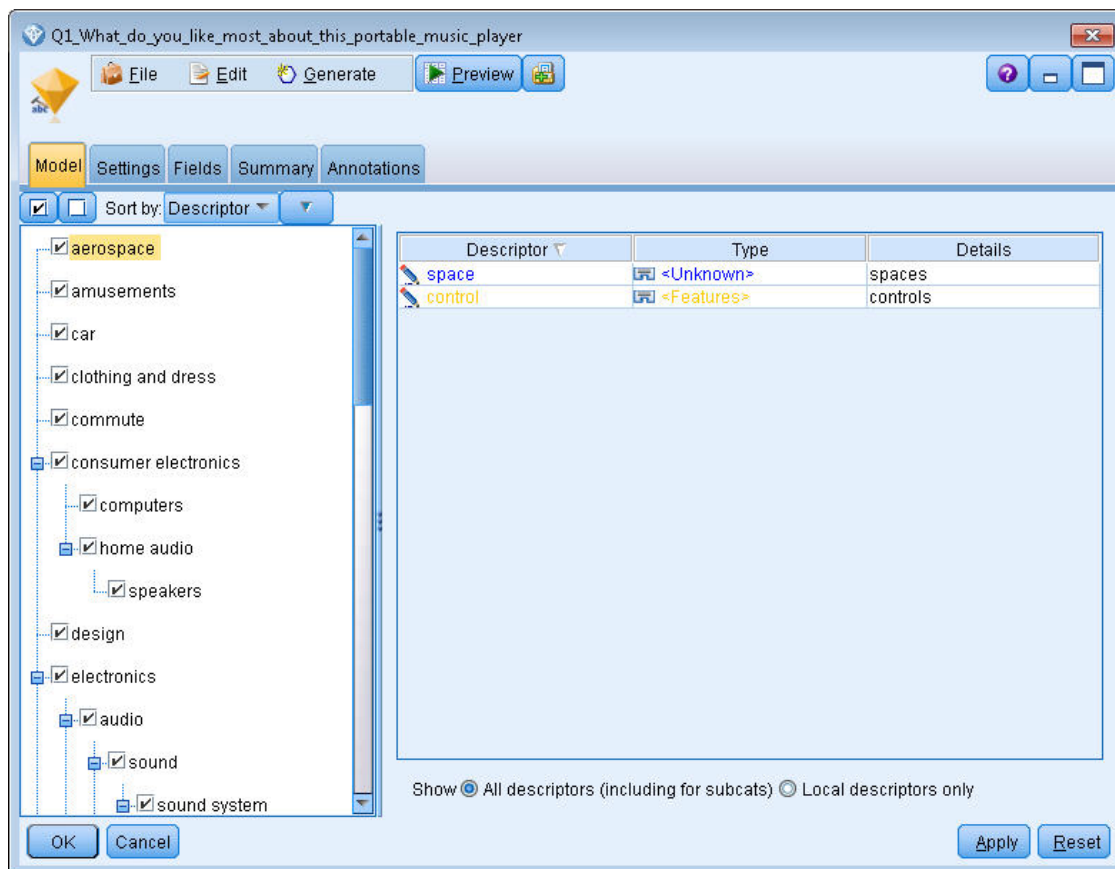 Q1_What_do_you_like_most_about_this_portable_music_player
abc
File Edit Generate Preview
Model Settings Fields Summary Annotations
Sort by: Descriptor
aerospace
amusements
car
clothing and dress
commute
consumer electronics
computers
home audio
speakers
design
electronics
audio
sound
sound system
Descriptor Type Details
space <Unknown> spaces
control <Features> controls
Show All descriptors (including for subcats) Local descriptors only
OK Cancel Apply Reset